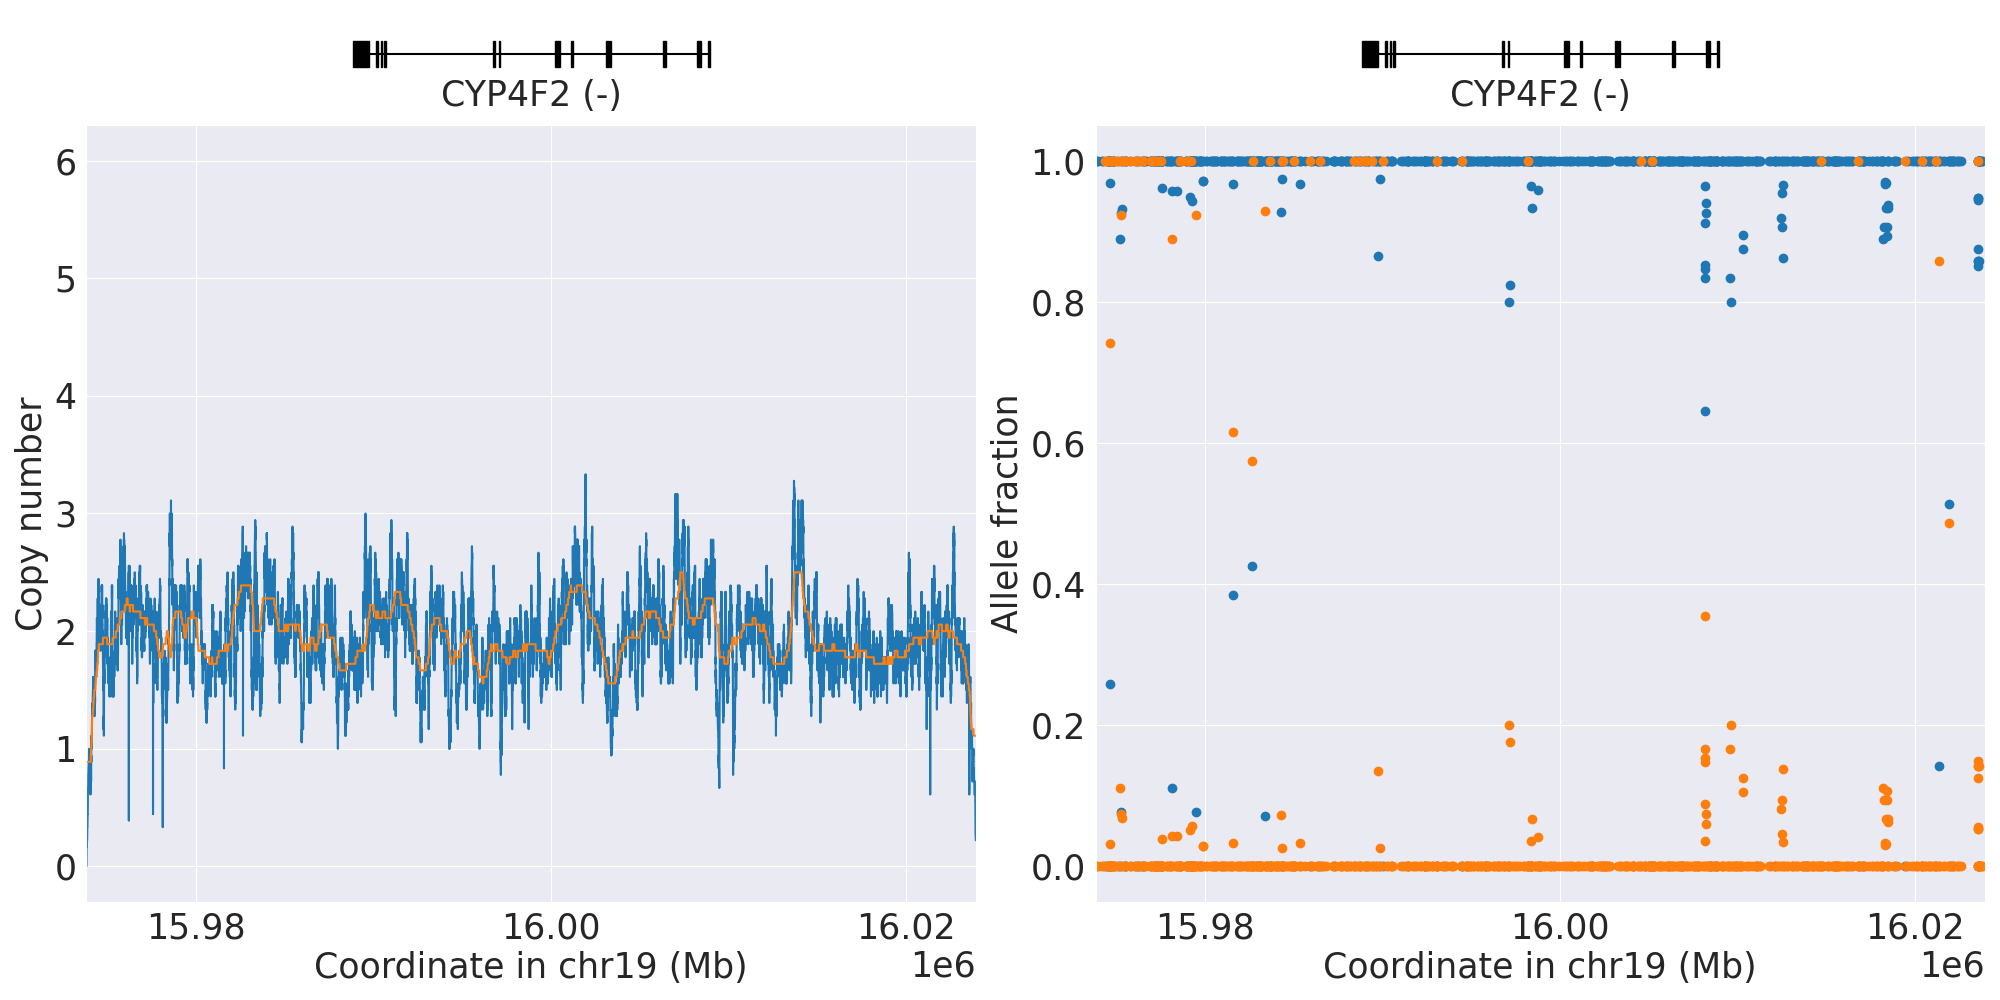 CYP4F2 (-)
CYP4F2 (-)
6
5
4
3
2
1
0
Copy number
15.98
16.00
16.02
Coordinate in chr19 (Mb)
1e6
1.0
0.8
0.6
0.4
0.2
0.0
Allele fraction
15.98
16.00
16.02
Coordinate in chr19 (Mb)
1e6